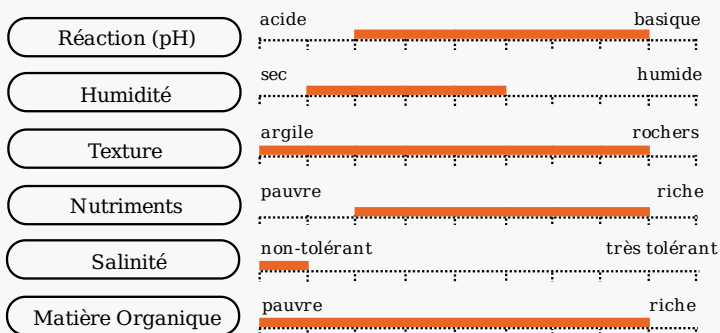 acide basique
Réaction (pH)
sec humide
Humidité
argile rochers
Texture
pauvre riche
Nutriments
non-tolérant très tolérant
Salinité
pauvre riche
Matière Organique